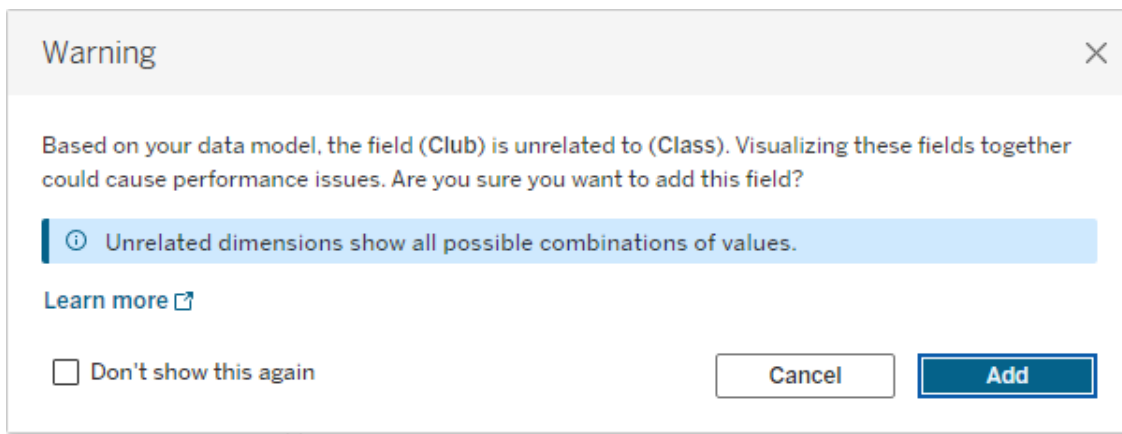 Warning
Based on your data model, the field (Club) is unrelated to (Class). Visualizing these fields together
could cause performance issues. Are you sure you want to add this field?
Unrelated dimensions show all possible combinations of values.
Learn more
Don't show this again
Cancel
Add